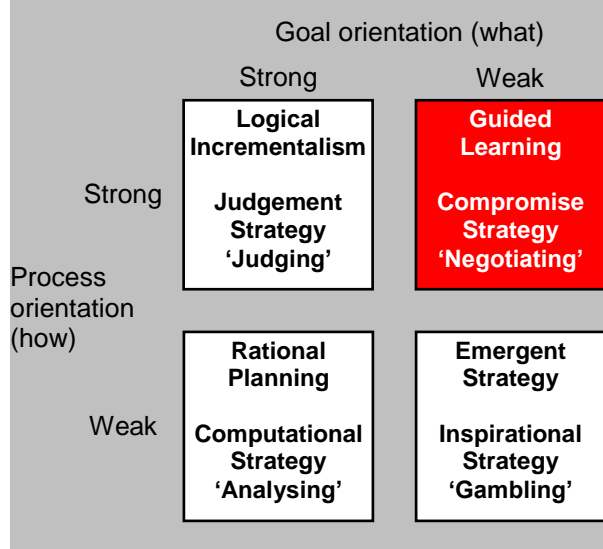 Goal orientation (what)
Strong
Weak
Strong
Logical
Incrementalism
Judgement
Strategy
‘Judging’
Guided
Learning
Compromise
Strategy
‘Negotiating’
Process
orientation
(how)
Weak
Rational
Planning
Computational
Strategy
‘Analysing’
Emergent
Strategy
Inspirational
Strategy
‘Gambling’